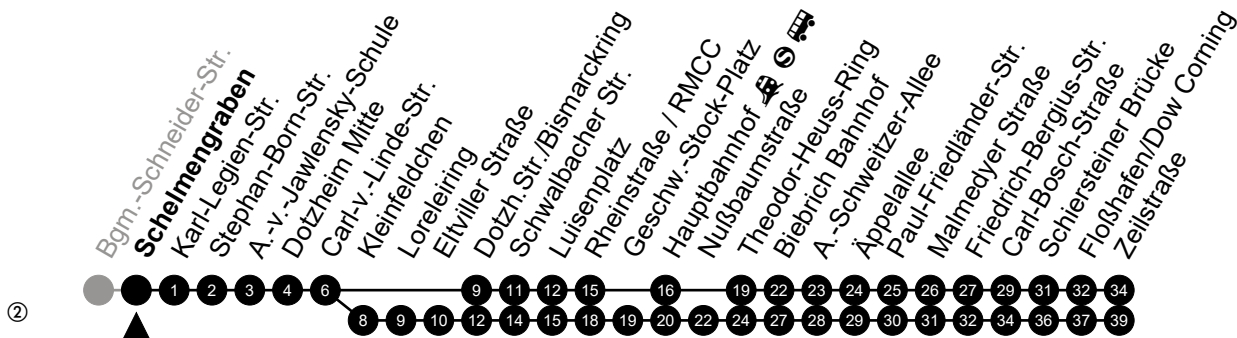 Bgm.-Schneider-Str.
Schelmengraben
Karl-Legien-Str.
Stephan-Born-Str.
A.-v.-Jawlensky-Schule
Dotzheim Mitte
Carl-v.-Linde-Str.
Kleinfeldchen
Loreleiring
Eltviller Straße
Dotzh.Str./Bismarckring
Schwalbacher Str.
Luisenplatz
Rheinstraße / RMCC
Geschw.-Stock-Platz
Hauptbahnhof S
Nußbaumstraße
Theodor-Heuss-Ring
Biebrich Bahnhof
A.-Schweitzer-Allee
Äppelallee
Paul-Friedländer-Str.
Malmedyer Straße
Friedrich-Bergius-Str.
Carl-Bosch-Straße
Schiersteiner Brücke
Floßhafen/Dow Corning
Zeilstraße
1 2 3 4 6 9 11 12 15 16 19 22 23 24 25 26 27 29 31 32 34
② 8 9 10 12 14 15 18 19 20 22 24 27 28 29 30 31 32 34 36 37 39